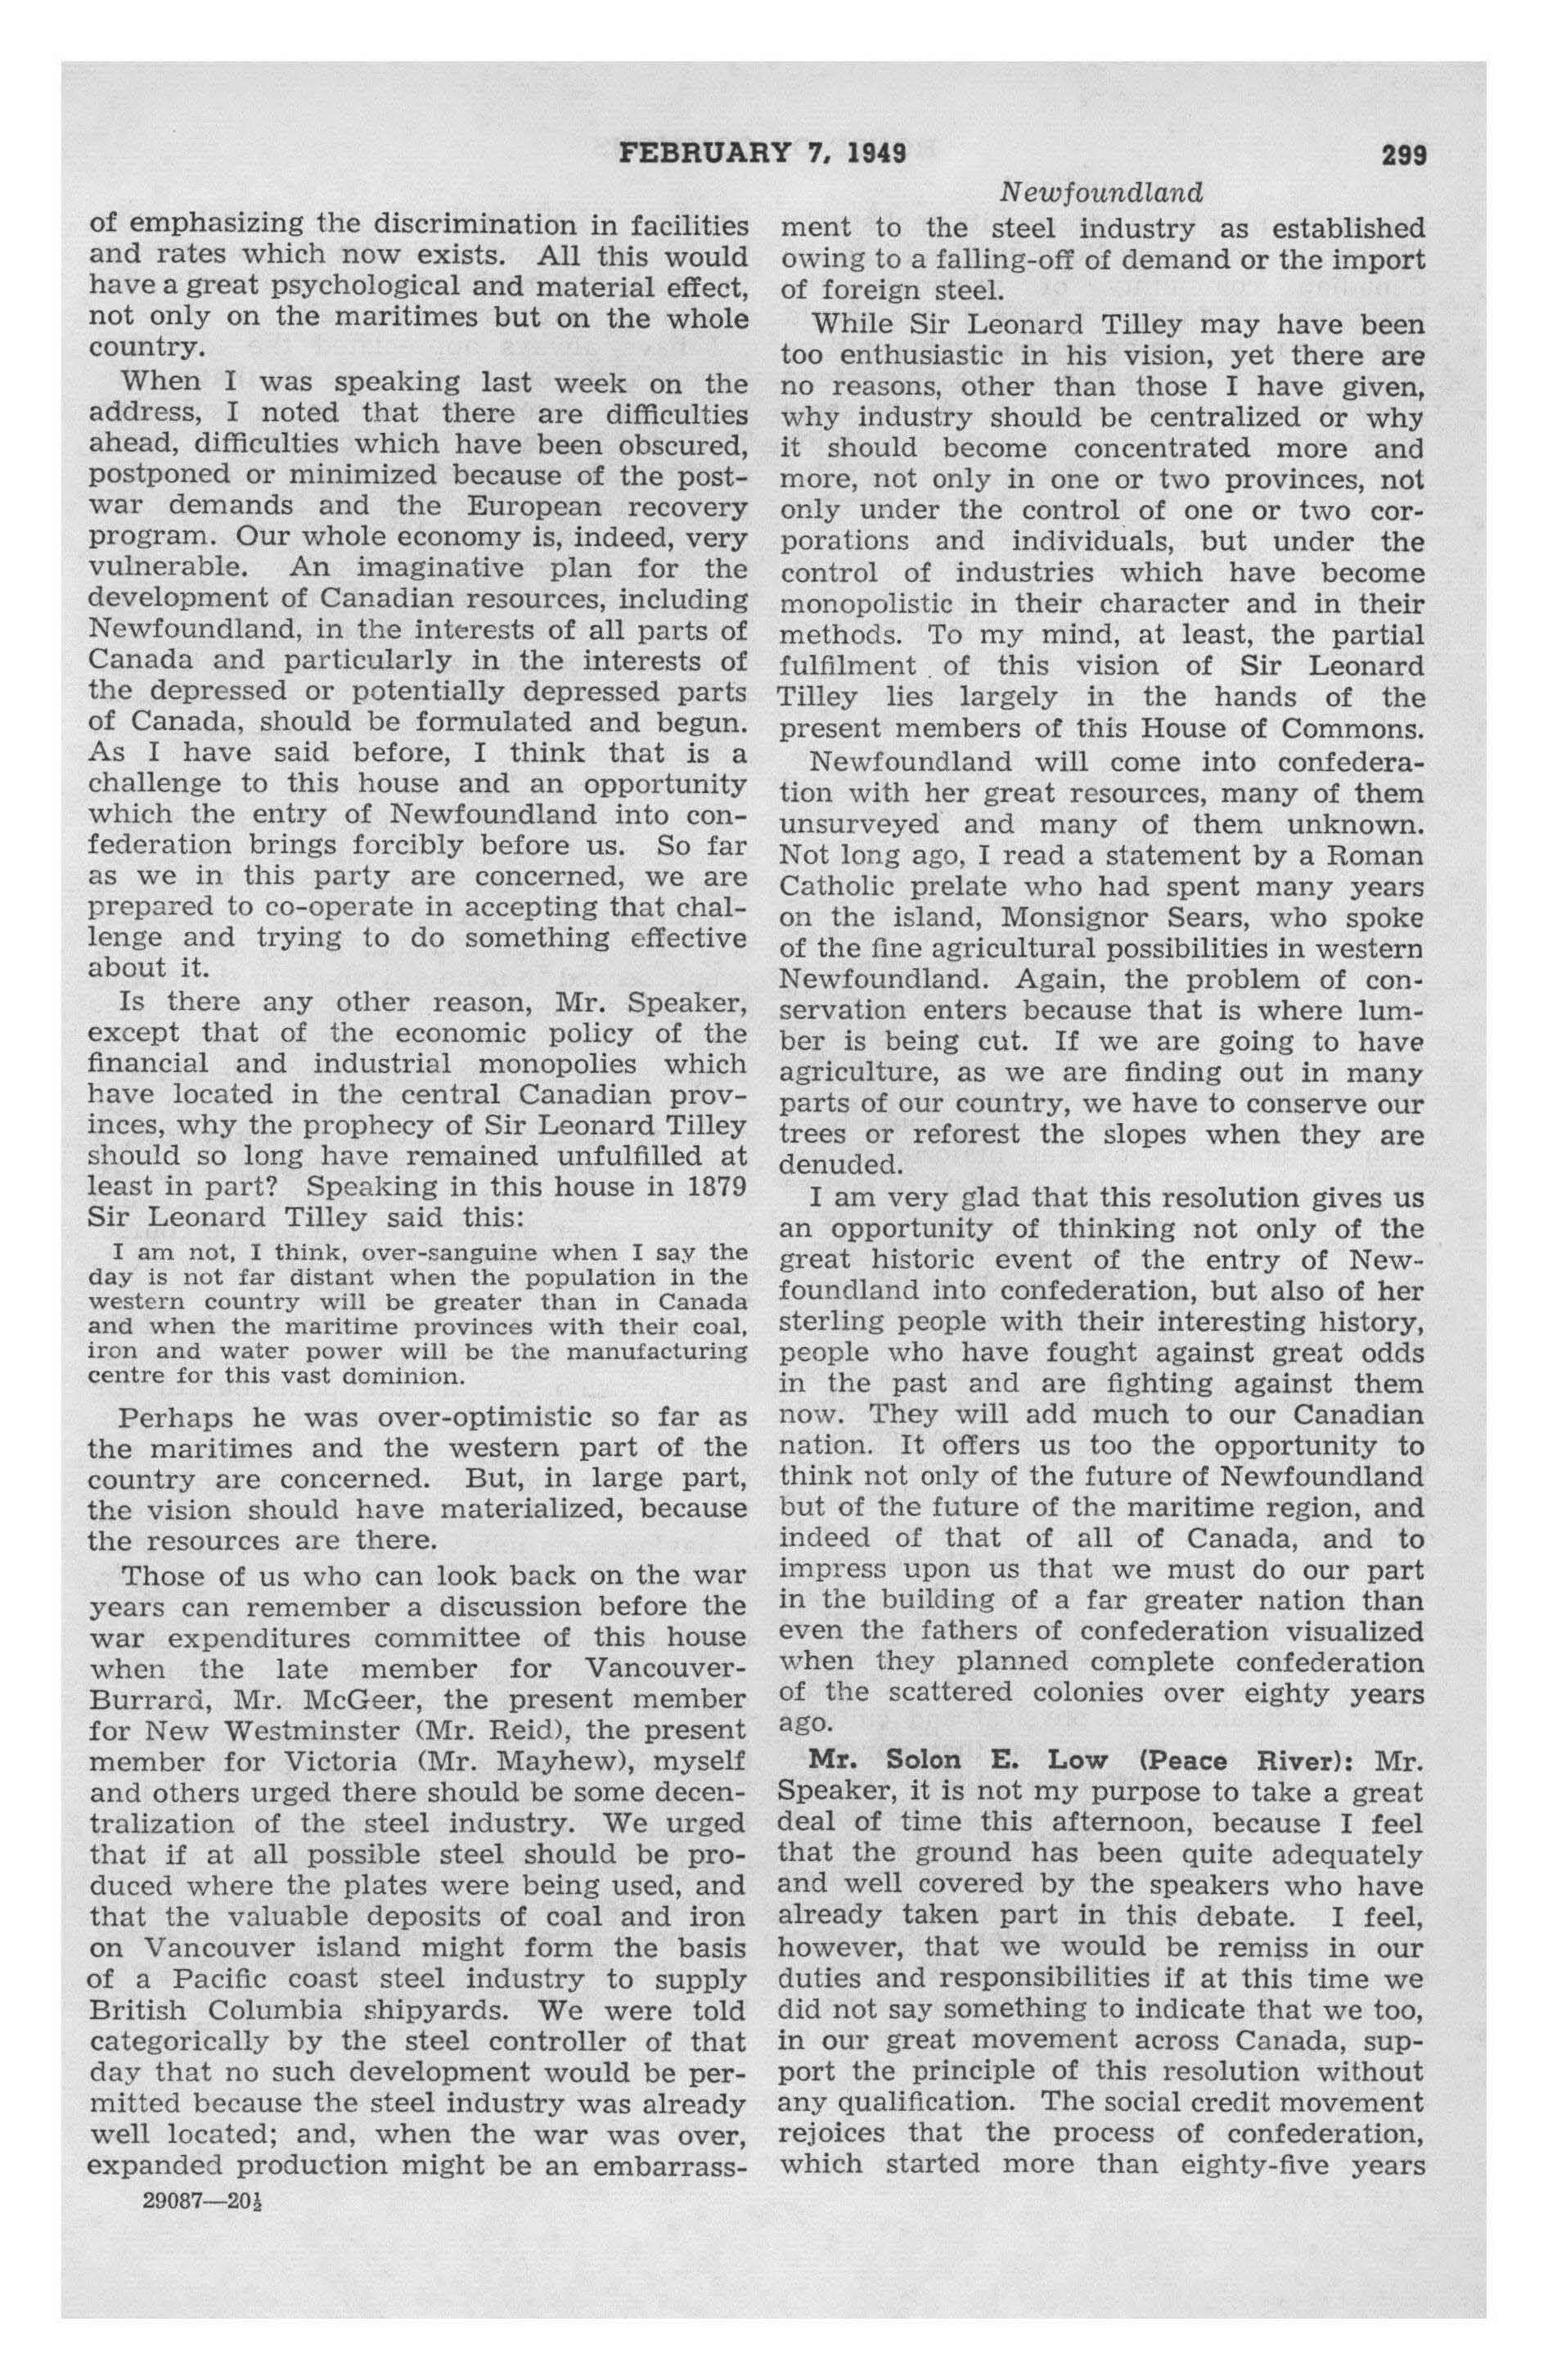 FEBRUARY 7, 1949
299
Newfoundland
of emphasizing the discrimination in facilities
and rates which now exists. All this would
have a great psychological and material effect,
not only on the maritimes but on the whole
country.
When I was speaking last week on the
address, I noted that there are difficulties
ahead, difficulties which have been obscured,
postponed or minimized because of the post-
war demands and the European recovery
program. Our whole economy is, indeed, very
vulnerable. An imaginative plan for the
development of Canadian resources, including
Newfoundland, in the interests of all parts of
Canada and particularly in the interests of
the depressed or potentially depressed parts
of Canada, should be formulated and begun.
As I have said before, I think that is a
challenge to this house and an opportunity
which the entry of Newfoundland into con-
federation brings forcibly before us. So far
as we in this party are concerned, we are
prepared to co-operate in accepting that chal-
lenge and trying to do something effective
about it.
Is there any other reason, Mr. Speaker,
except that of the economic policy of the
financial and industrial monopolies which
have located in the central Canadian prov-
inces, why the prophecy of Sir Leonard Tilley
should so long have remained unfulfilled at
least in part? Speaking in this house in 1879
Sir Leonard Tilley said this:
I am not, I think, over-sanguine when I say the
day is not far distant when the population in the
western country will be greater than in Canada
and when the maritime provinces with their coal,
iron and water power will be the manufacturing
centre for this vast dominion.
Perhaps he was over-optimistic so far as
the maritimes and the western part of the
country are concerned. But, in large part,
the vision should have materialized, because
the resources are there.
Those of us who can look back on the war
years can remember a discussion before the
war expenditures committee of this house
when the late member for Vancouver-
Burrard, Mr. McGeer, the present member
for New Westminster (Mr. Reid), the present
member for Victoria (Mr. Mayhew), myself
and others urged there should be some decen-
tralization of the steel industry. We urged
that if at all possible steel should be pro-
duced where the plates were being used, and
that the valuable deposits of coal and iron
on Vancouver island might form the basis
of a Pacific coast steel industry to supply
British Columbia shipyards. We were told
categorically by the steel controller of that
day that no such development would be per-
mitted because the steel industry was already
well located; and, when the war was over,
expanded production might be an embarrass-
29087—20½
ment to the steel industry as established
owing to a falling-off of demand or the import
of foreign steel.
While Sir Leonard Tilley may have been
too enthusiastic in his vision, yet there are
no reasons, other than those I have given,
why industry should be centralized or why
it should become concentrated more and
more, not only in one or two provinces, not
only under the control of one or two cor-
porations and individuals, but under the
control of industries which have become
monopolistic in their character and in their
methods. To my mind, at least, the partial
fulfilment of this vision of Sir Leonard
Tilley lies largely in the hands of the
present members of this House of Commons.
Newfoundland will come into confedera-
tion with her great resources, many of them
unsurveyed and many of them unknown.
Not long ago, I read a statement by a Roman
Catholic prelate who had spent many years
on the island, Monsignor Sears, who spoke
of the fine agricultural possibilities in western
Newfoundland. Again, the problem of con-
servation enters because that is where lum-
ber is being cut. If we are going to have
agriculture, as we are finding out in many
parts of our country, we have to conserve our
trees or reforest the slopes when they are
denuded.
I am very glad that this resolution gives us
an opportunity of thinking not only of the
great historic event of the entry of New-
foundland into confederation, but also of her
sterling people with their interesting history,
people who have fought against great odds
in the past and are fighting against them
now. They will add much to our Canadian
nation. It offers us too the opportunity to
think not only of the future of Newfoundland
but of the future of the maritime region, and
indeed of that of all of Canada, and to
impress upon us that we must do our part
in the building of a far greater nation than
even the fathers of confederation visualized
when they planned complete confederation
of the scattered colonies over eighty years
ago.
Mr. Solon E. Low (Peace River): Mr.
Speaker, it is not my purpose to take a great
deal of time this afternoon, because I feel
that the ground has been quite adequately
and well covered by the speakers who have
already taken part in this debate. I feel,
however, that we would be remiss in our
duties and responsibilities if at this time we
did not say something to indicate that we too,
in our great movement across Canada, sup-
port the principle of this resolution without
any qualification. The social credit movement
rejoices that the process of confederation,
which started more than eighty-five years